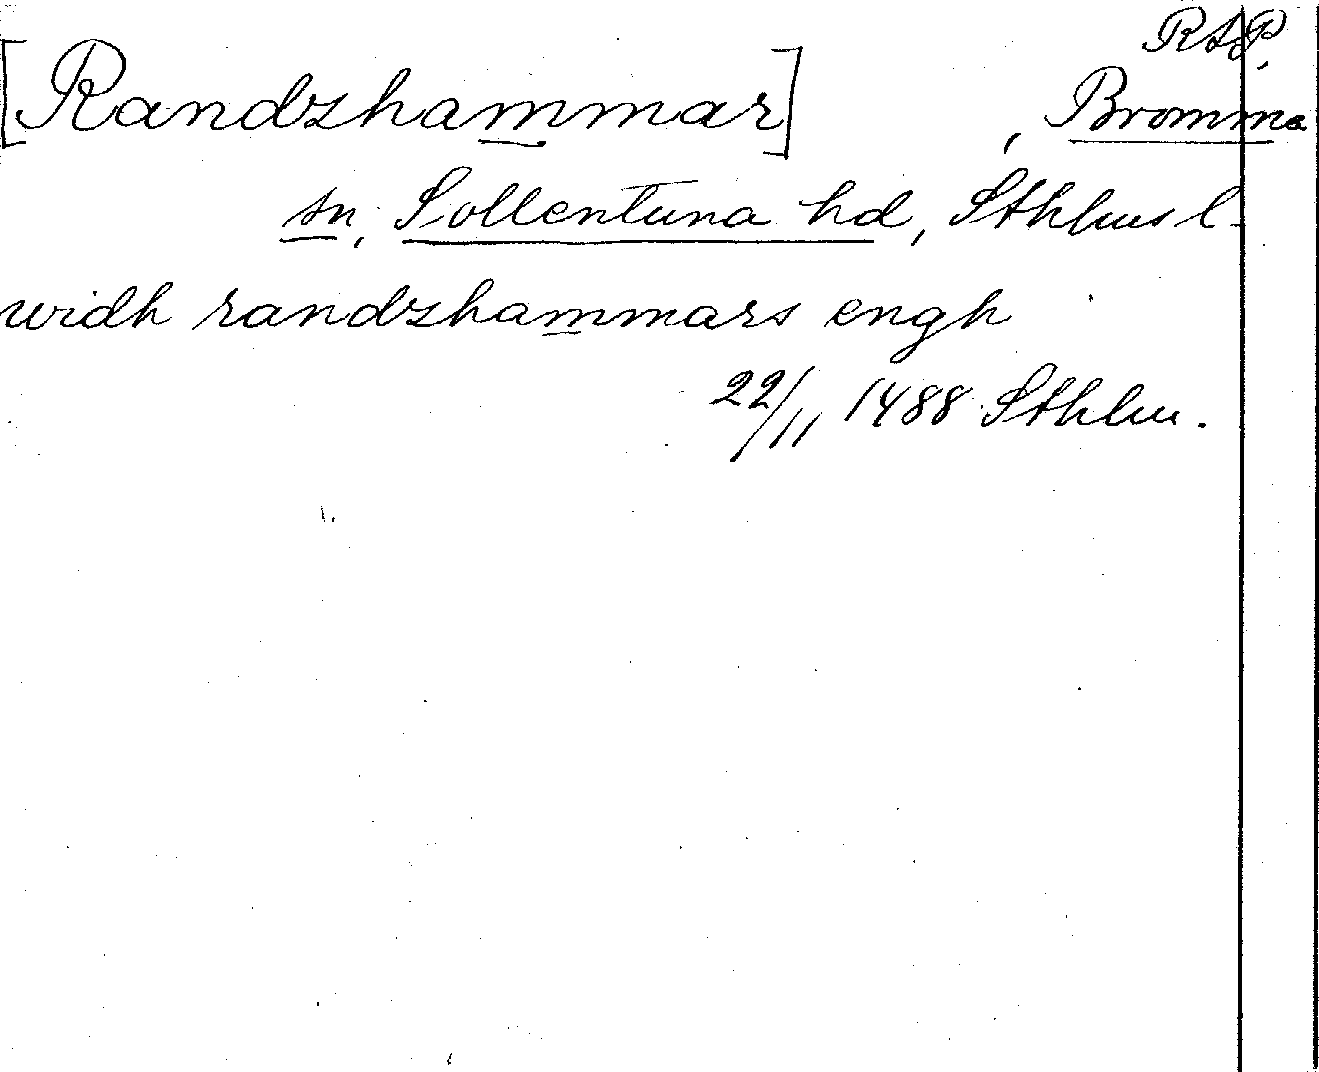 RAP.
[Randzhammar], Bromma
sn, Sollentuna hd, Sthlms l.
widh randzhammars engh
22/11 1488 Sthlm.